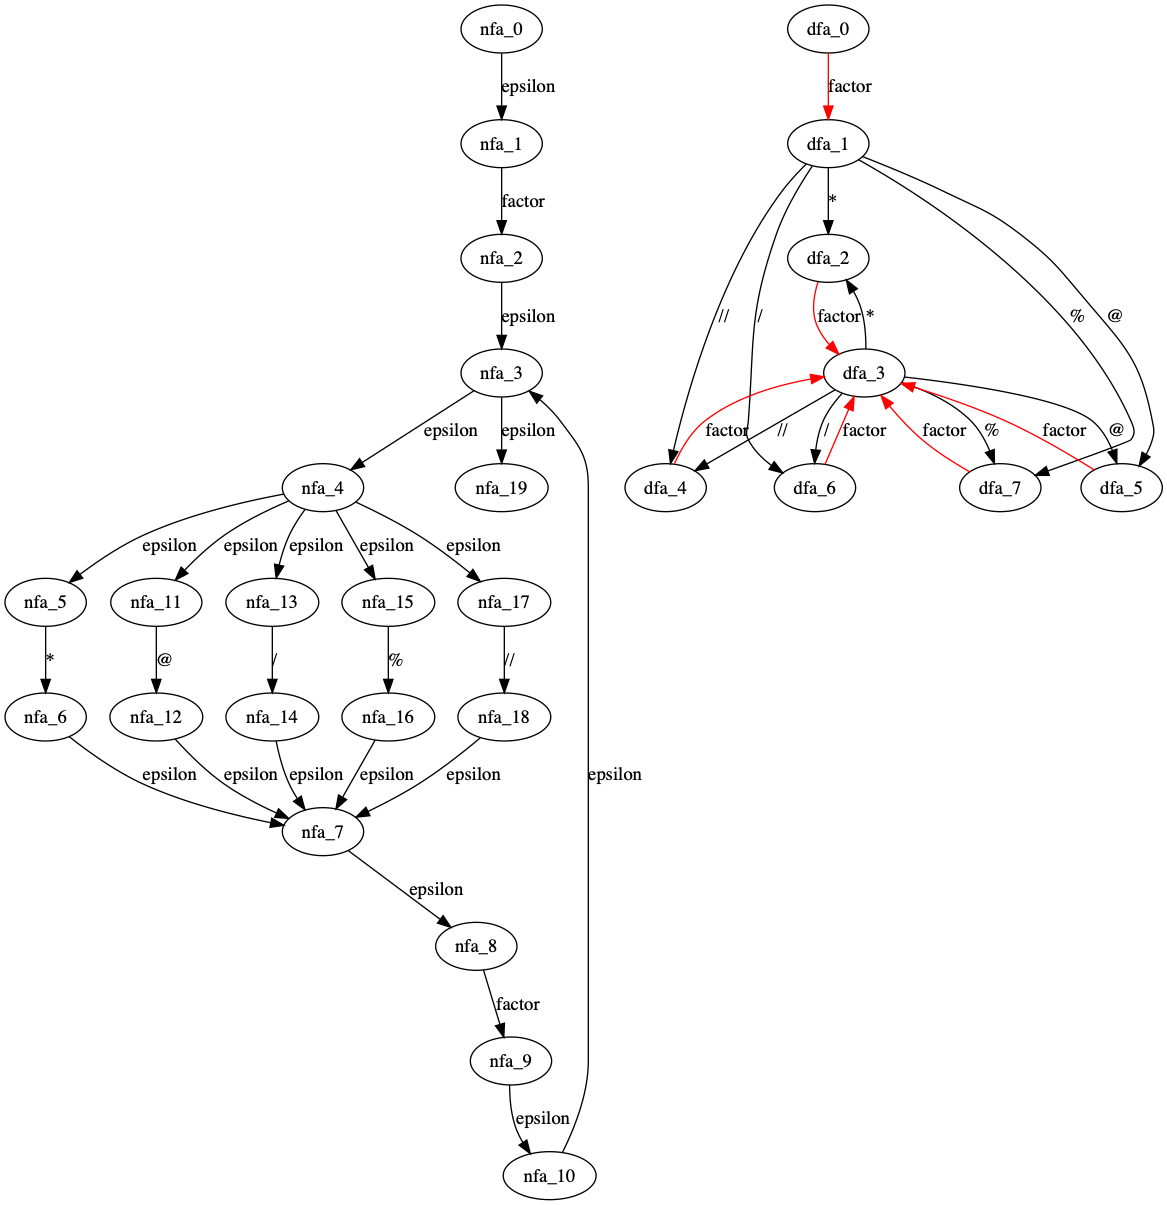 nfa_0 dfa_0
epsilon factor
nfa_1 dfa_1
factor *
nfa_2 dfa_2
epsilon // / factor * % @
nfa_3 dfa_3
epsilon epsilon factor // / factor factor % factor @
nfa_4 nfa_19 dfa_4 dfa_6 dfa_7 dfa_5
epsilon epsilon epsilon epsilon epsilon
nfa_5 nfa_11 nfa_13 nfa_15 nfa_17
* @ / % //
nfa_6 nfa_12 nfa_14 nfa_16 nfa_18
epsilon epsilon epsilon epsilon epsilon epsilon
nfa_7
epsilon
nfa_8
factor
nfa_9
epsilon
nfa_10